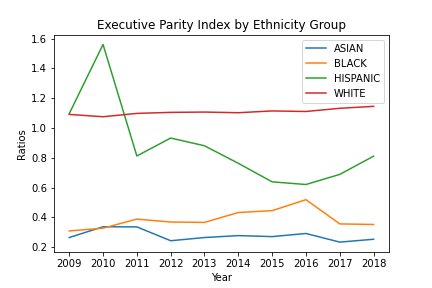 Executive Parity Index by Ethnicity Group
1.6
1.4
1.2
1.0
0.8
0.6
0.4
0.2
Ratios
ASIAN
BLACK
HISPANIC
WHITE
2009 2010 2011 2012 2013 2014 2015 2016 2017 2018
Year